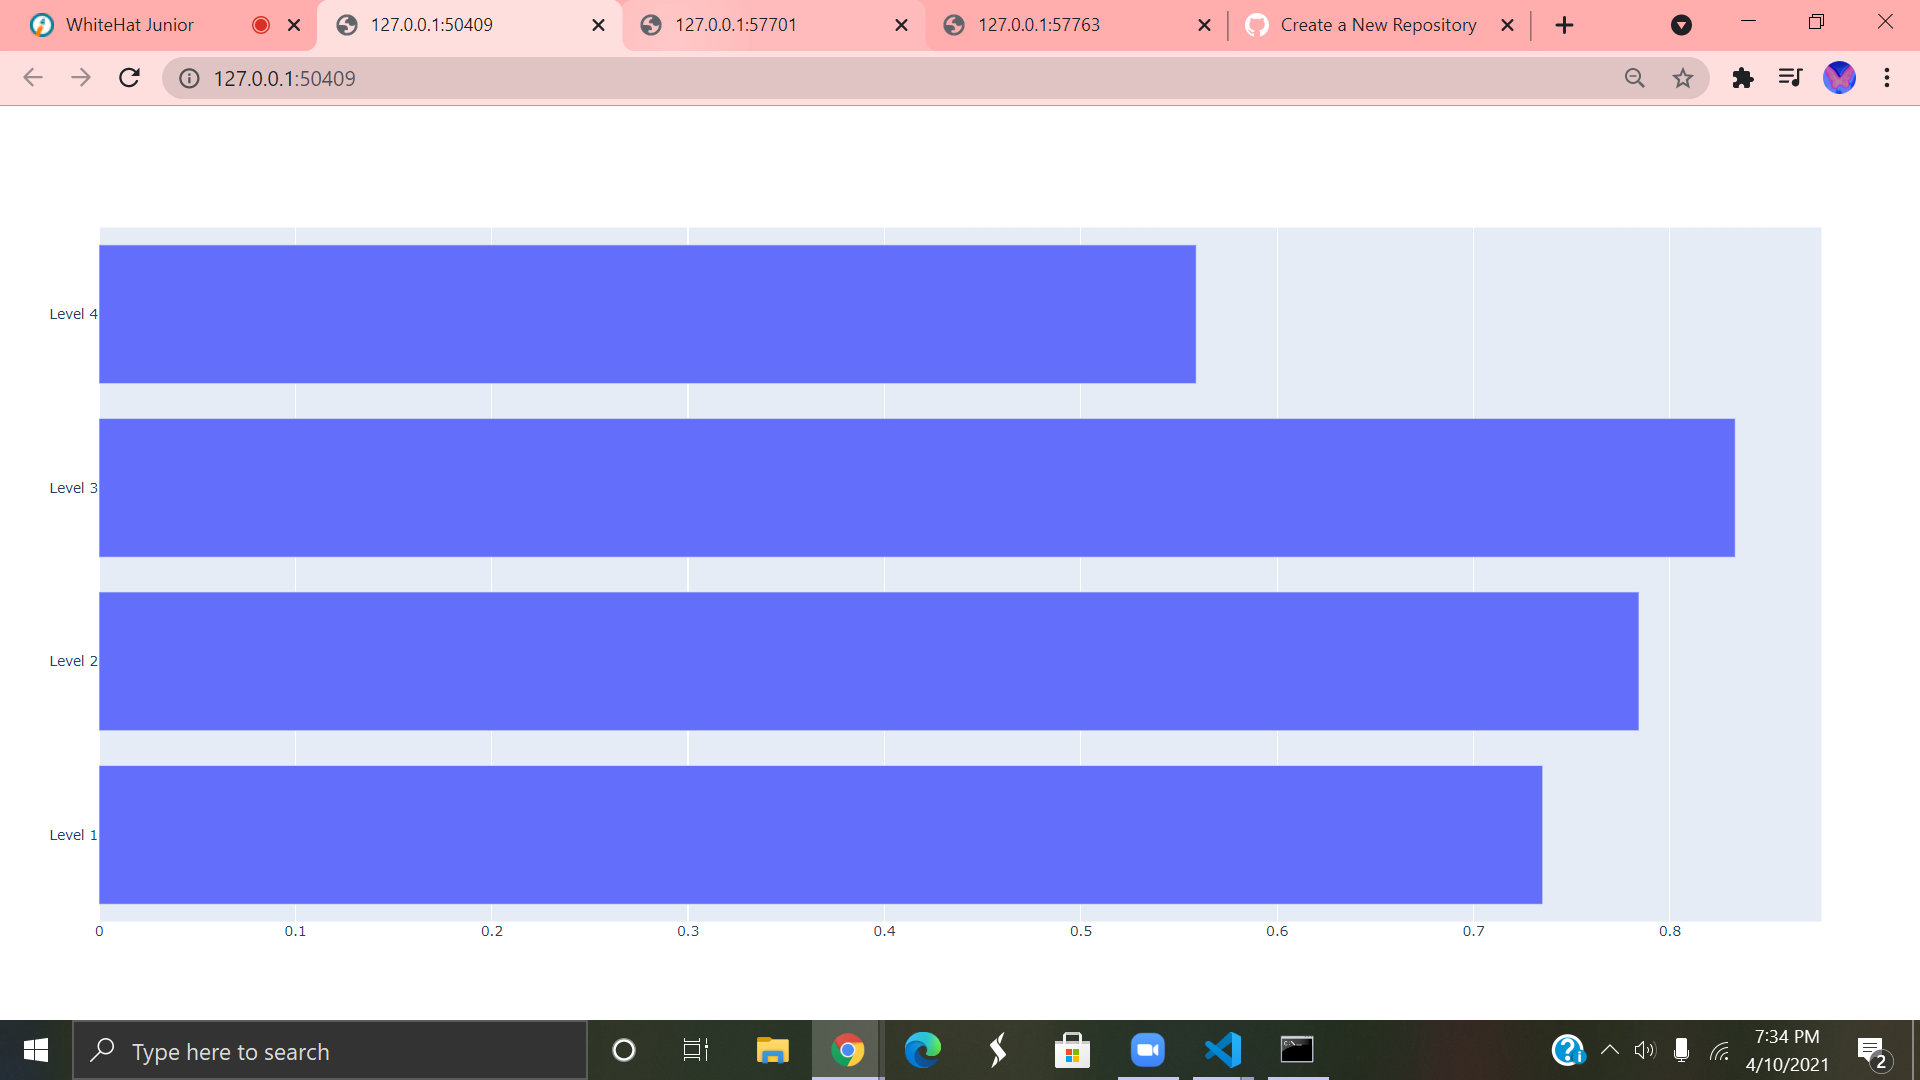 WhiteHat Junior
127.0.0.1:50409
127.0.0.1:57701
127.0.0.1:57763
Create a New Repository
127.0.0.1:50409
Level 4
Level 3
Level 2
Level 1
0 0.1 0.2 0.3 0.4 0.5 0.6 0.7 0.8
Type here to search
7:34 PM
4/10/2021
2